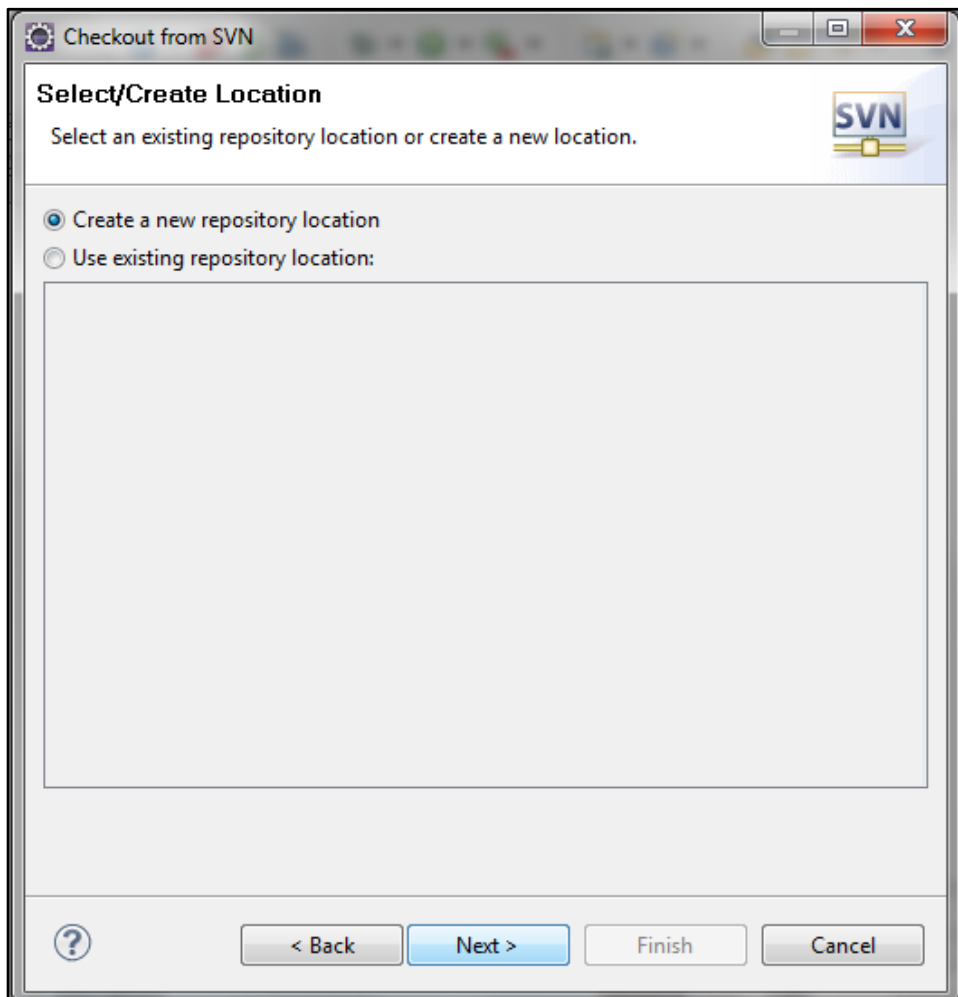 Checkout from SVN
Select/Create Location
Select an existing repository location or create a new location.
SVN
Create a new repository location
Use existing repository location:
? < Back Next > Finish Cancel